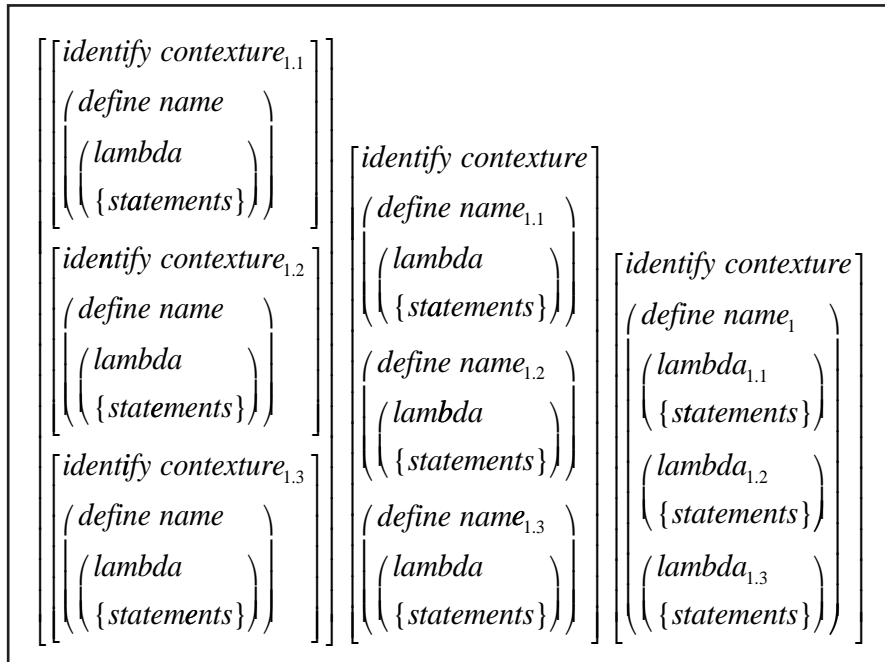 identify contexture1.1
define name
lambda
{statements}
identify contexture1.2
define name
lambda
{statements}
identify contexture1.3
define name
lambda
{statements}
identify contexture
define name1.1
lambda
{statements}
define name1.2
lambda
{statements}
define name1.3
lambda
{statements}
identify contexture
define name1
lambda1.1
{statements}
lambda1.2
{statements}
lambda1.3
{statements}